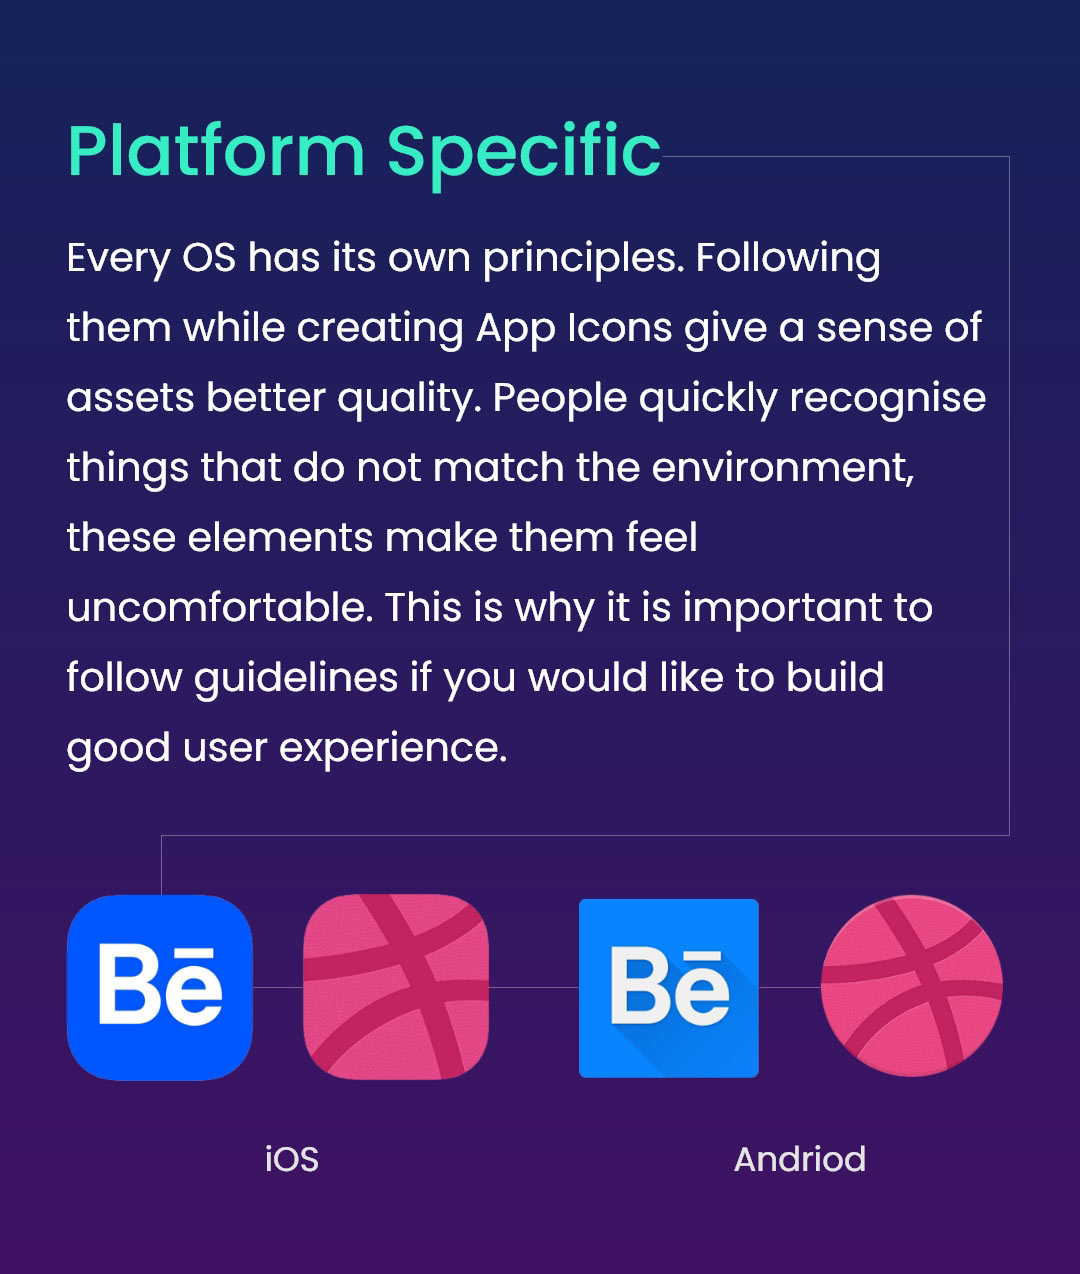 Platform Specific
Every OS has its own principles. Following
them while creating App Icons give a sense of
assets better quality. People quickly recognise
things that do not match the environment,
these elements make them feel
uncomfortable. This is why it is important to
follow guidelines if you would like to build
good user experience.
Bē Bē
iOS Andriod